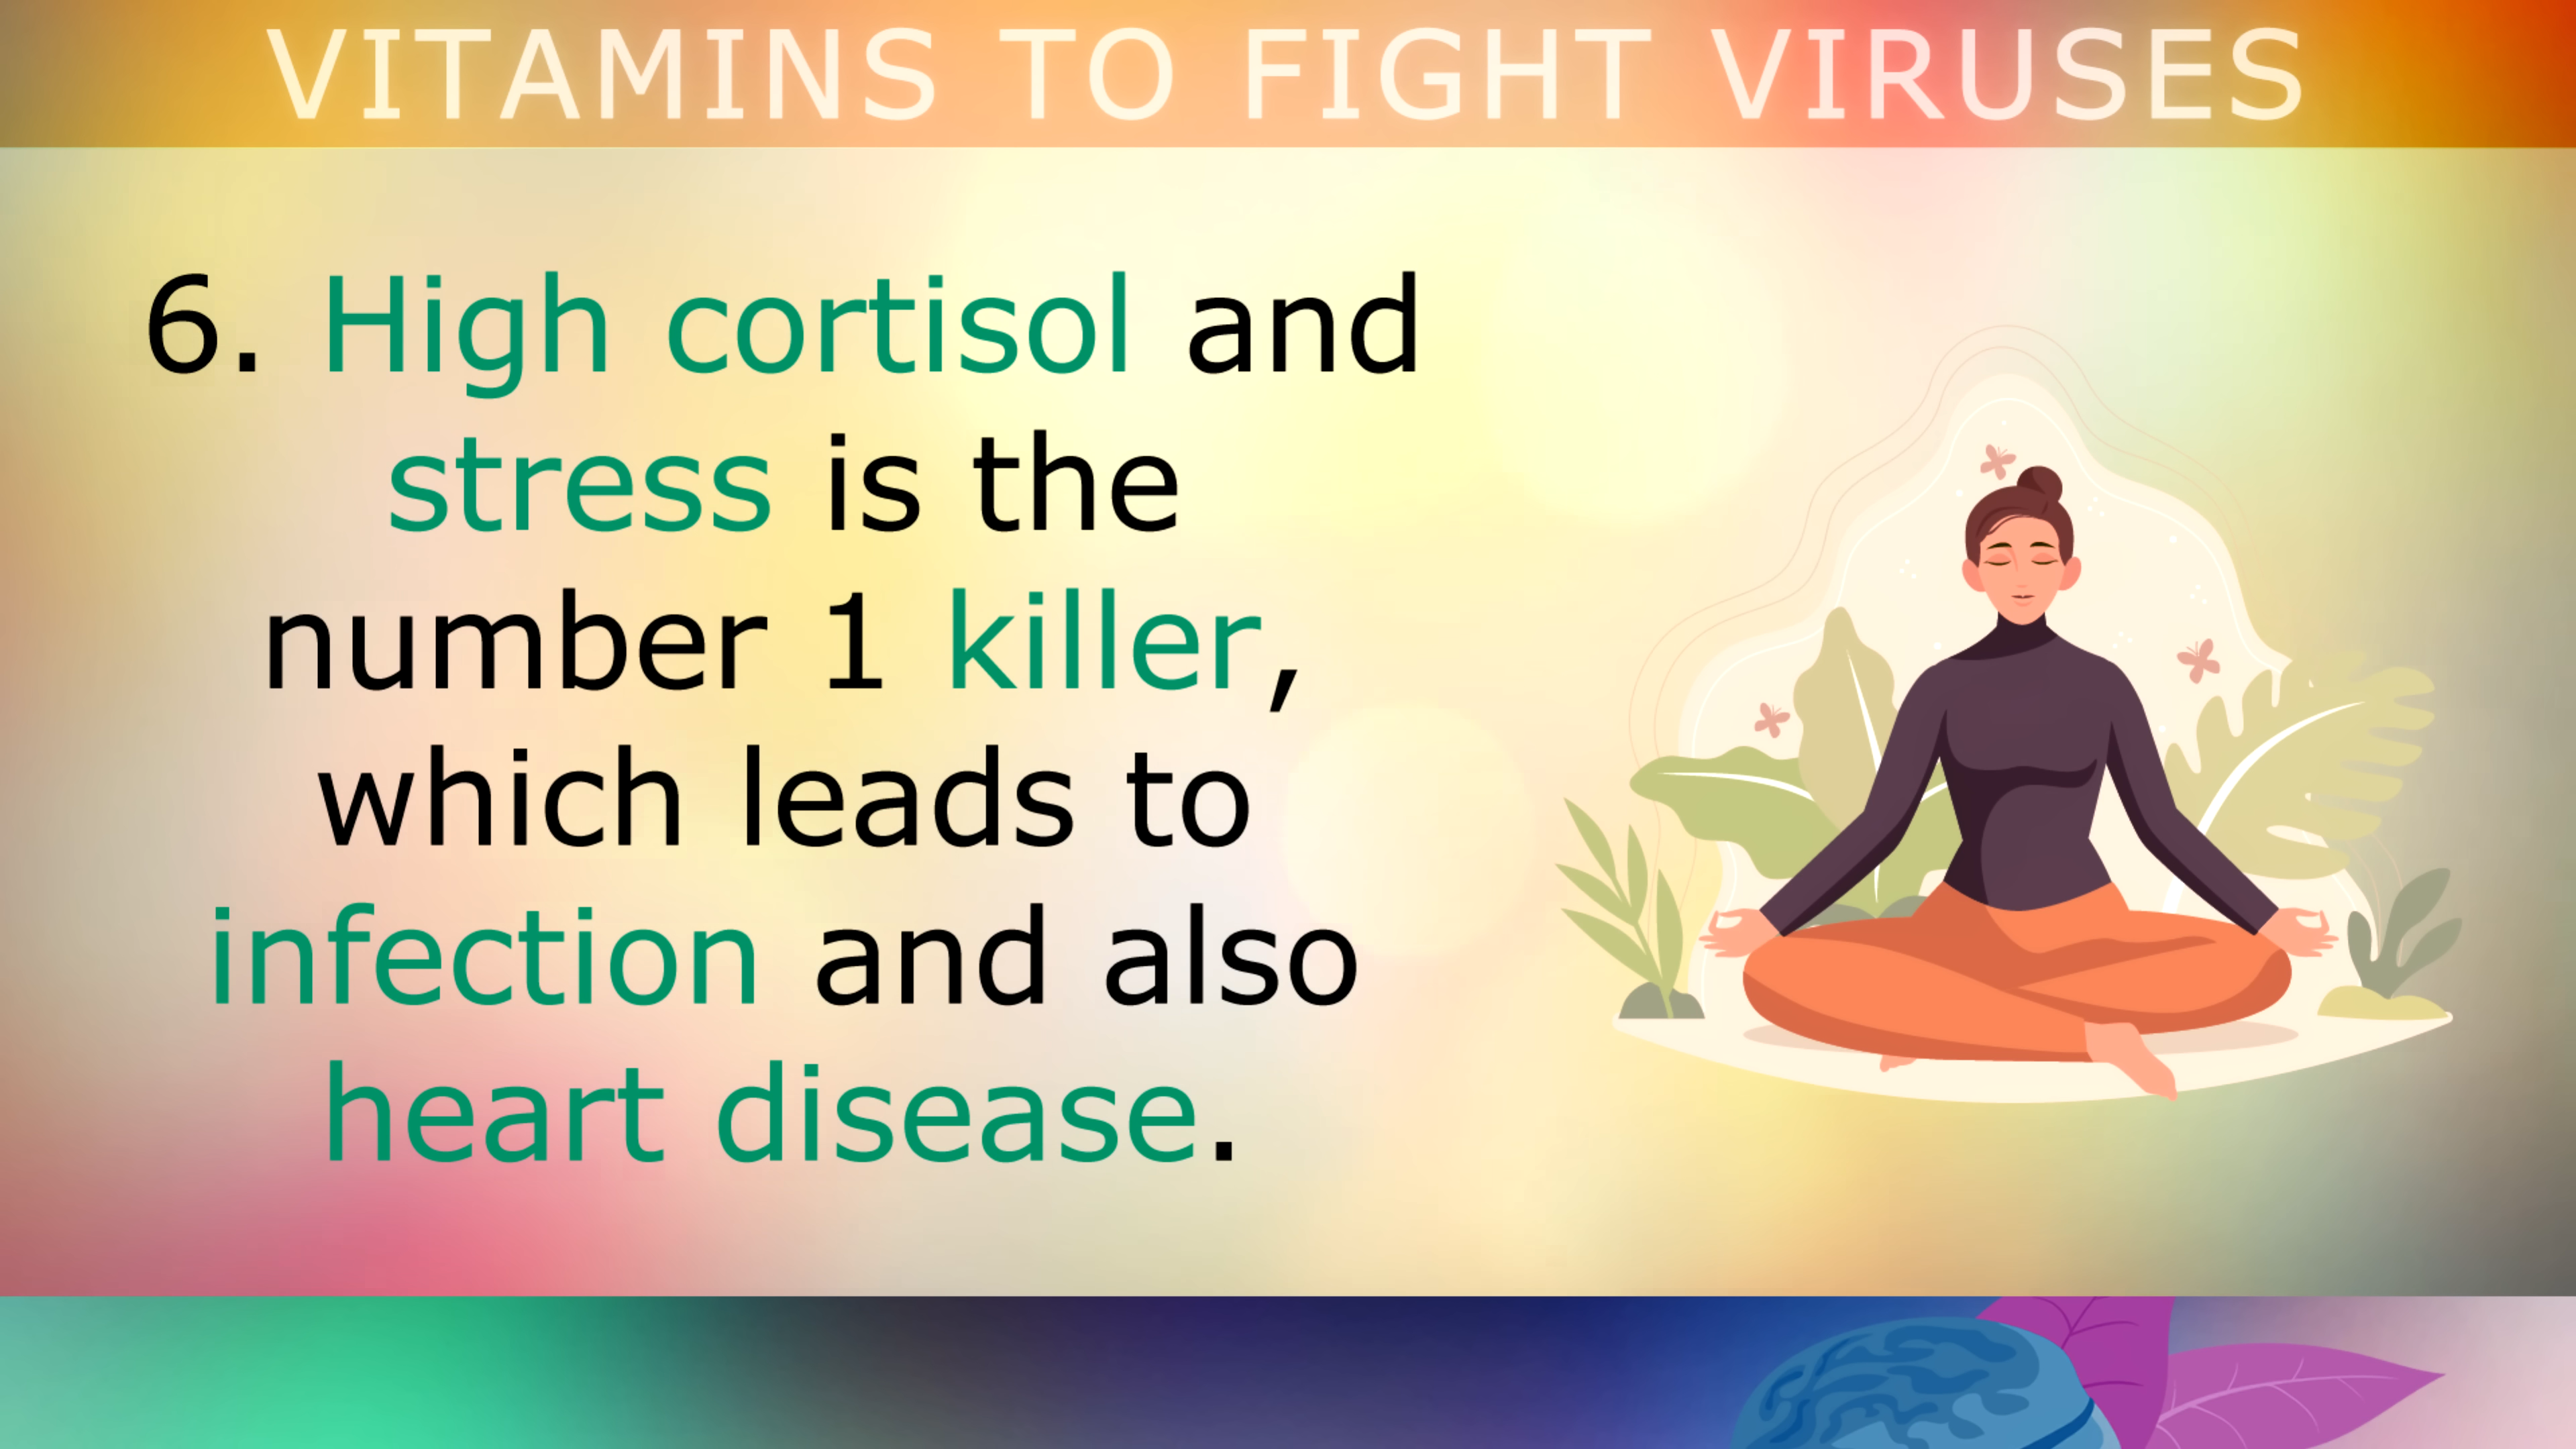 VITAMINS TO FIGHT VIRUSES
6. High cortisol and
stress is the
number 1 killer,
which leads to
infection and also
heart disease.